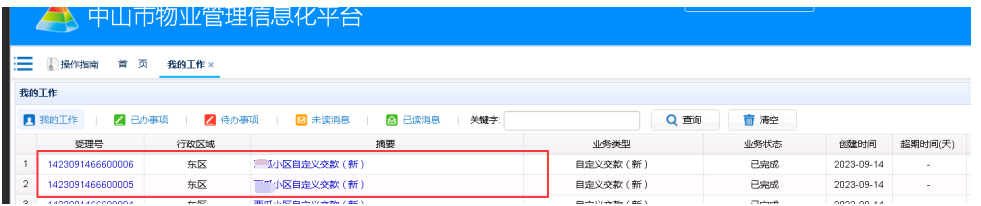 中山市物业管理信息化平台
操作指南 首 页 我的工作 ×
我的工作
我的工作 | 已办事项 | 待办事项 | 未读消息 | 已读消息 | 关键字: 查询 清空
受理号 行政区域 摘要 业务类型 业务状态 创建时间 超期时间(天)
1 1423091466600006 东区 瓜小区自定义交款（新） 自定义交款（新） 已完成 2023-09-14 -
2 1423091466600005 东区 小区自定义交款（新） 自定义交款（新） 已完成 2023-09-14 -